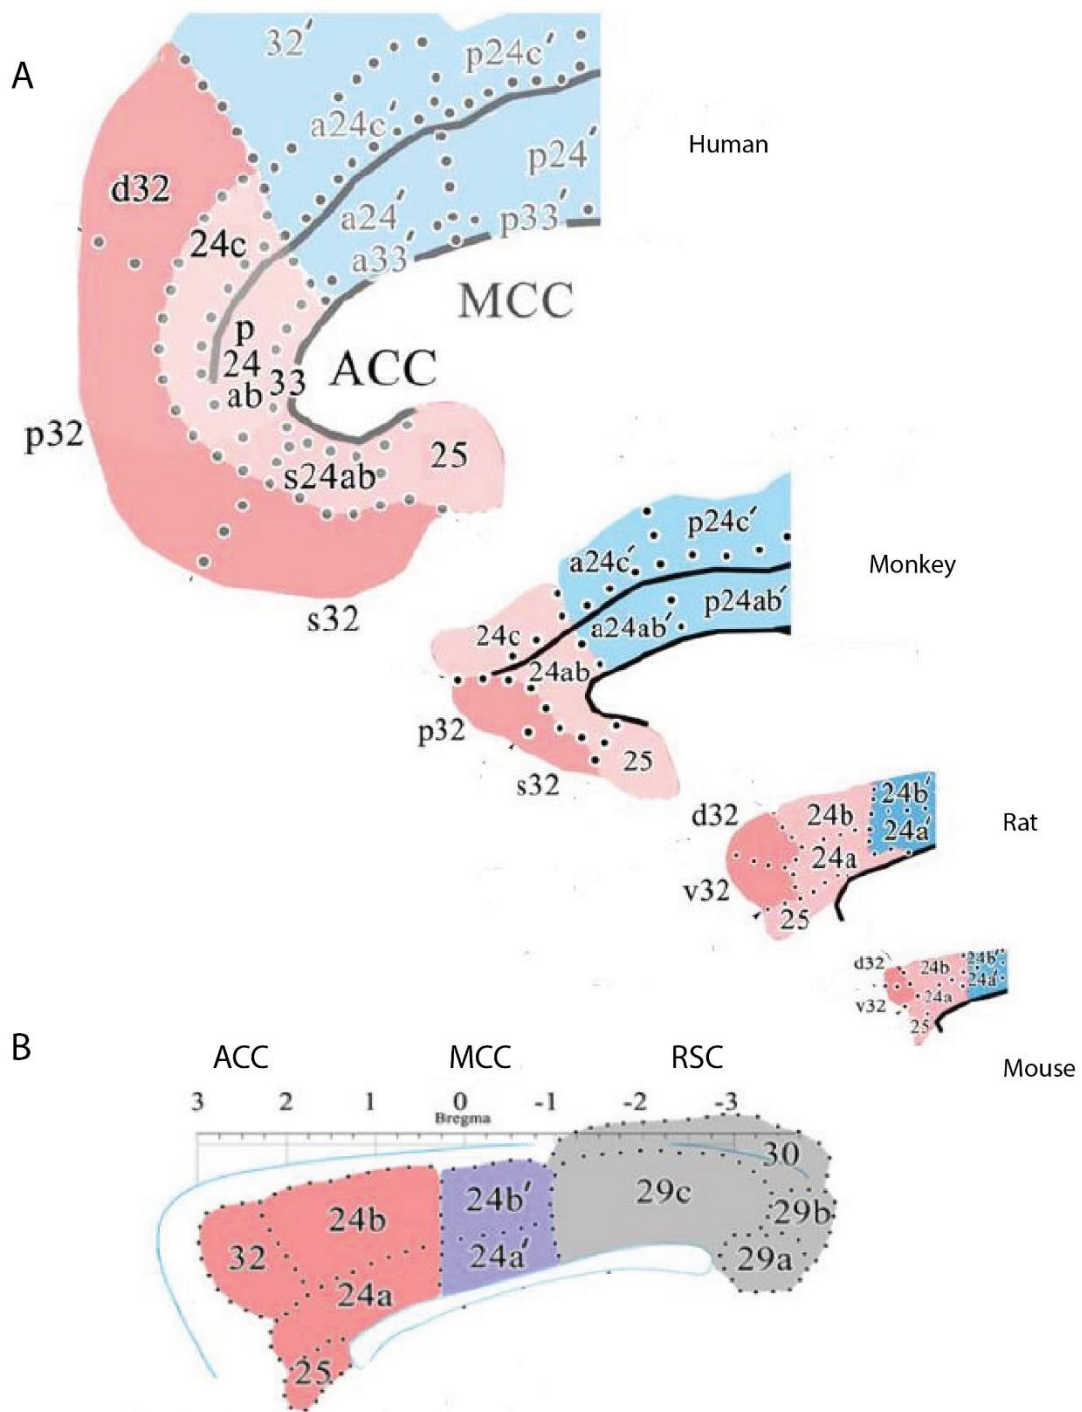 A
32′
p24c′
a24c′
Human
p24′
d32
a24′
p33′
24c
a33′
MCC
p
24
ab
33
ACC
p32
25
s24ab
s32
p24c′
a24c′
Monkey
p24ab′
a24ab′
24c
24ab
p32
25
s32
24b′
d32
24b
24a′
Rat
24a
v32
25
d32
24b
24b′
24a′
24a
v32
25
B
ACC MCC RSC
Mouse
3 2 1 0 -1 -2 -3
Bregma
30
24b′
29c
24b
29b
32
24a′
29a
24a
25